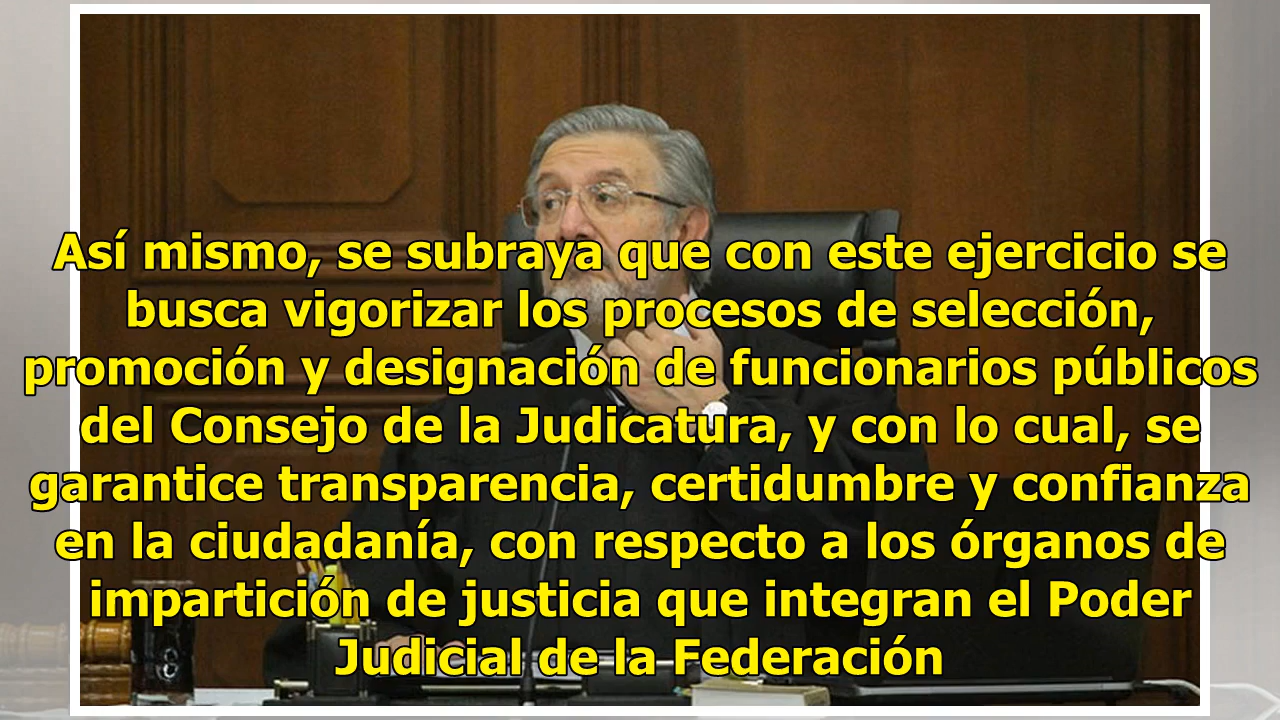 Así mismo, se subraya que con este ejercicio se
busca vigorizar los procesos de selección,
promoción y designación de funcionarios públicos
del Consejo de la Judicatura, y con lo cual, se
garantice transparencia, certidumbre y confianza
en la ciudadanía, con respecto a los órganos de
impartición de justicia que integran el Poder
Judicial de la Federación